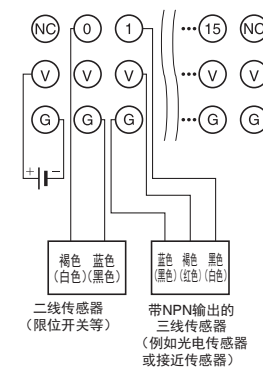 NC 0 1 ···15 NC
V V V ···V V
G G G ···G G
+ −
褐色 蓝色
(白色)(黑色)
蓝色 褐色 黑色
(黑色)(红色)(白色)
二线传感器
（限位开关等）
带NPN输出的
三线传感器
（例如光电传感器
或接近传感器）